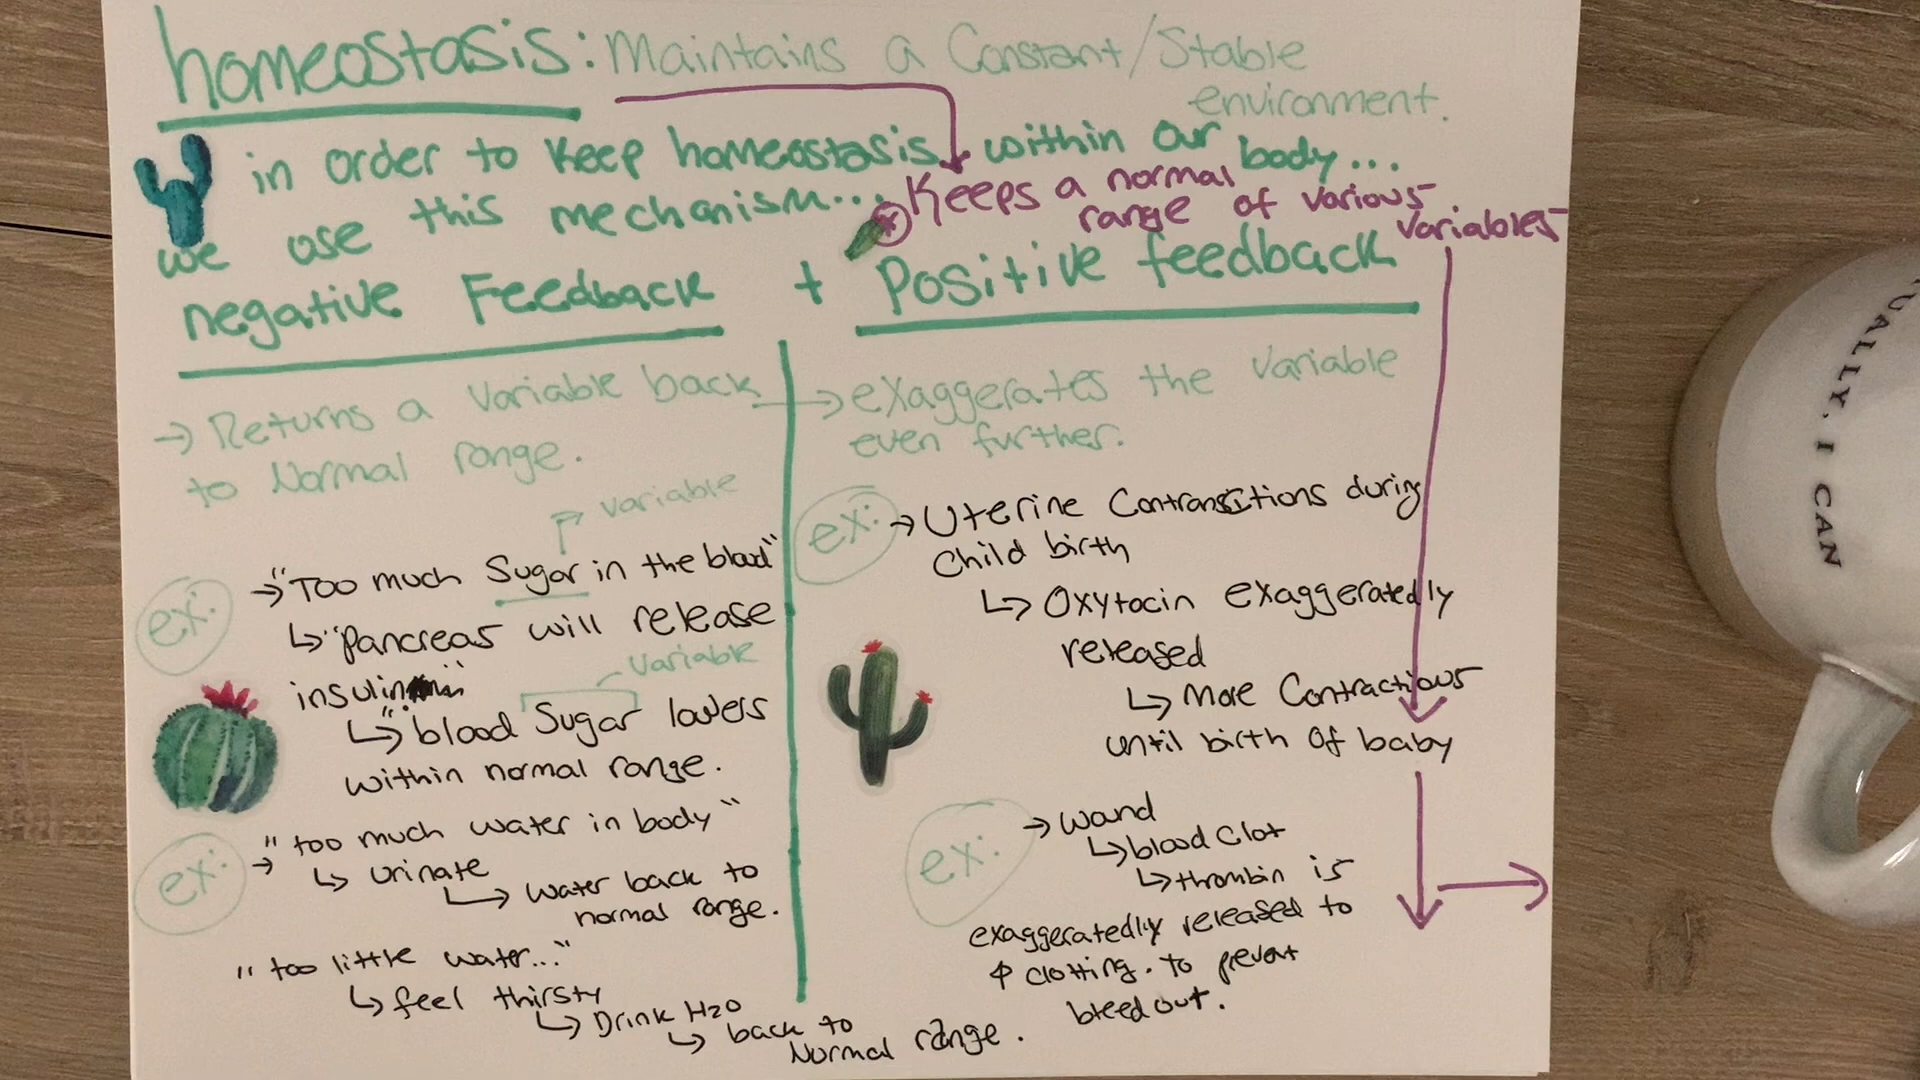 homeostasis: Maintains a Constant/Stable
environment.
in order to keep homeostasis within our body...
we use this mechanism...
* Keeps a normal
range of various
variables
negative Feedback + Positive feedback
→ Returns a variable back
to Normal range.
variable
ex: → "Too much Sugar in the blood"
↳ "pancreas will release
insulin"
variable
↳ "blood Sugar lowers
within normal range.
ex: → "too much water in body"
↳ urinate
↳ water back to
normal range.
"too little water..."
↳ feel thirsty
↳ Drink H2O
↳ back to
Normal range.
→ exaggerates the variable
even further.
ex: → Uterine Contractions during
Child birth
↳ Oxytocin exaggeratedly
released
↳ More Contractions
until birth of baby
ex: → Wound
↳ blood Clot
↳ thrombin is
exaggeratedly released to
↑ clotting. to prevent
bleed out.
UALLY, I CAN